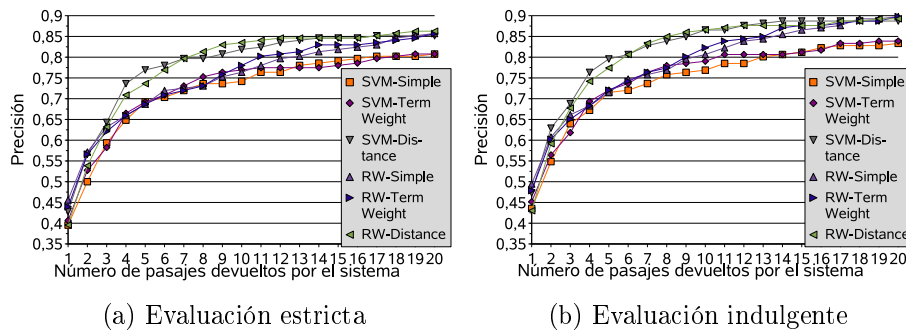 0,9
0,85
0,8
0,75
0,7
0,65
0,6
0,55
0,5
0,45
0,4
0,35
Precisión
1 2 3 4 5 6 7 8 9 10 11 12 13 14 15 16 17 18 19 20
Número de pasajes devueltos por el sistema
SVM-Simple
SVM-Term
Weight
SVM-Dis-
tance
RW-Simple
RW-Term
Weight
RW-Distance
(a) Evaluación estricta
0,9
0,85
0,8
0,75
0,7
0,65
0,6
0,55
0,5
0,45
0,4
0,35
Precisión
1 2 3 4 5 6 7 8 9 10 11 12 13 14 15 16 17 18 19 20
Número de pasajes devueltos por el sistema
SVM-Simple
SVM-Term
Weight
SVM-Dis-
tance
RW-Simple
RW-Term
Weight
RW-Distance
(b) Evaluación indulgente